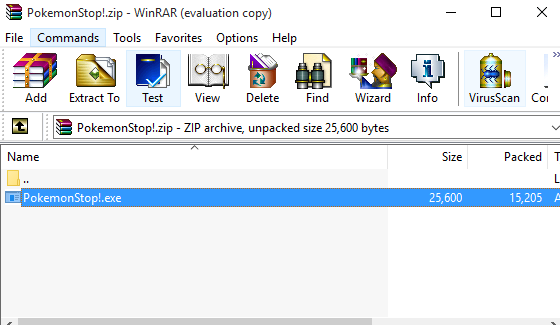 PokemonStop!.zip - WinRAR (evaluation copy)
File Commands Tools Favorites Options Help
Add Extract To Test View Delete Find Wizard Info VirusScan
PokemonStop!.zip - ZIP archive, unpacked size 25,600 bytes
Name Size Packed
..
PokemonStop!.exe 25,600 15,205